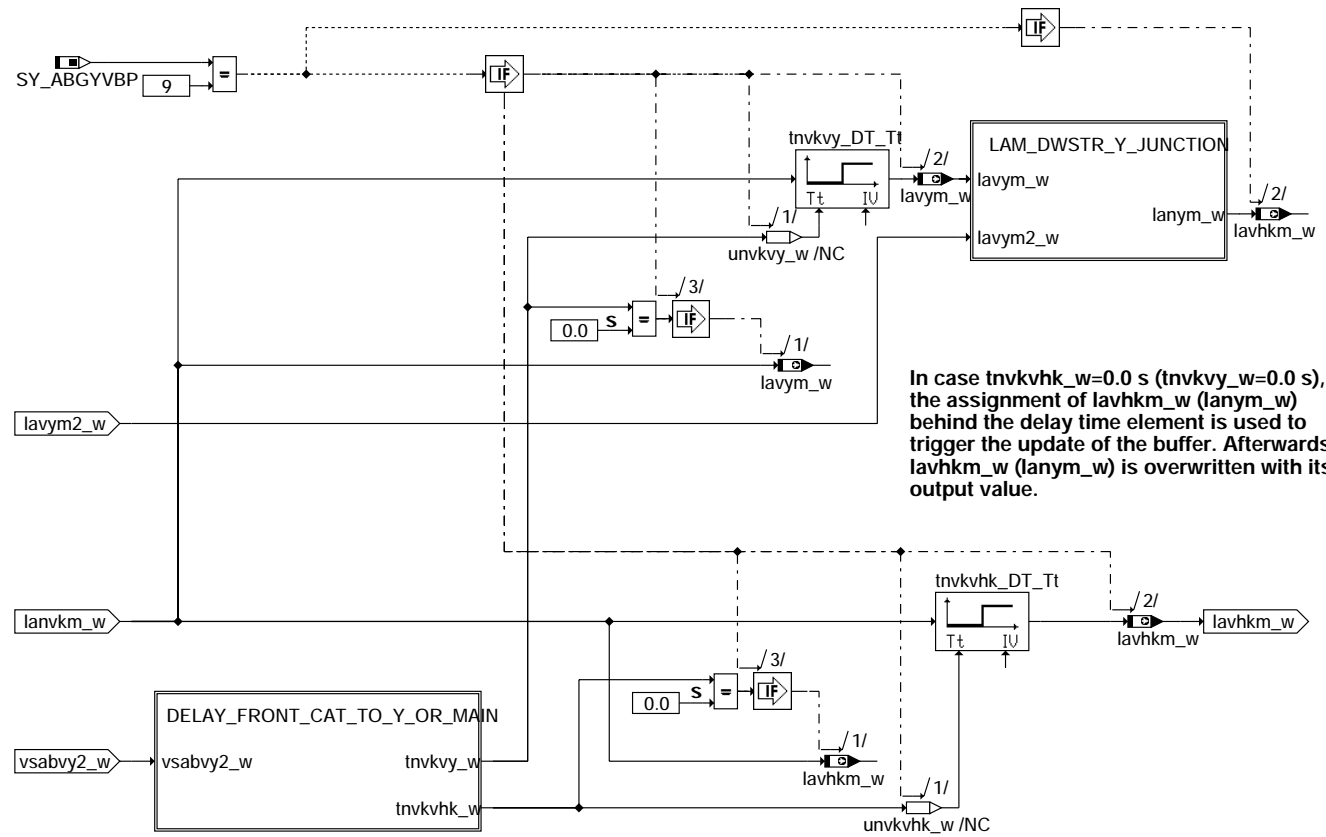 SY_ABGYVBP
9
=
IF
IF
tnvkvy_DT_Tt
Tt IV
/2/
lavym_w
/1/
unvkvy_w /NC
LAM_DWSTR_Y_JUNCTION
lavym_w
lanym_w
lavym2_w
/2/
lavhkm_w
0.0
s
=
/3/
IF
/1/
lavym_w
lavym2_w
In case tnvkvhk_w=0.0 s (tnvkvy_w=0.0 s),
the assignment of lavhkm_w (lanym_w)
behind the delay time element is used to
trigger the update of the buffer. Afterwards
lavhkm_w (lanym_w) is overwritten with its
output value.
lanvkm_w
tnvkvhk_DT_Tt
Tt IV
/2/
lavhkm_w
lavhkm_w
0.0
s
=
/3/
IF
/1/
lavhkm_w
/1/
unvkvhk_w /NC
DELAY_FRONT_CAT_TO_Y_OR_MAIN
vsabvy2_w
vsabvy2_w
tnvkvy_w
tnvkvhk_w